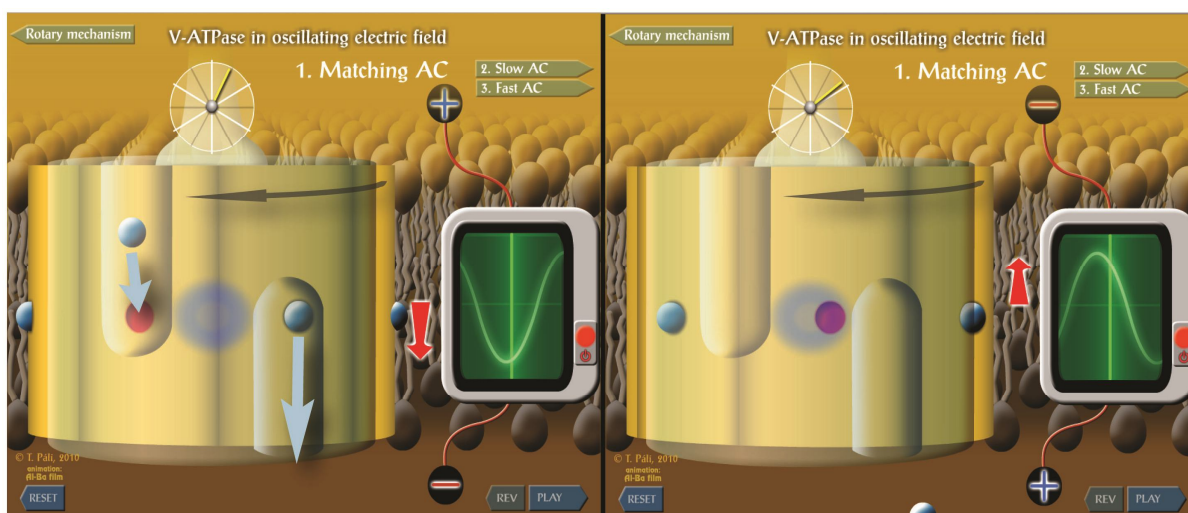 Rotary mechanism
V-ATPase in oscillating electric field
1. Matching AC
2. Slow AC
3. Fast AC
© T. Páli, 2010
animation:
Al-Ba film
RESET
REV
PLAY
Rotary mechanism
V-ATPase in oscillating electric field
1. Matching AC
2. Slow AC
3. Fast AC
© T. Páli, 2010
animation:
Al-Ba film
RESET
REV
PLAY